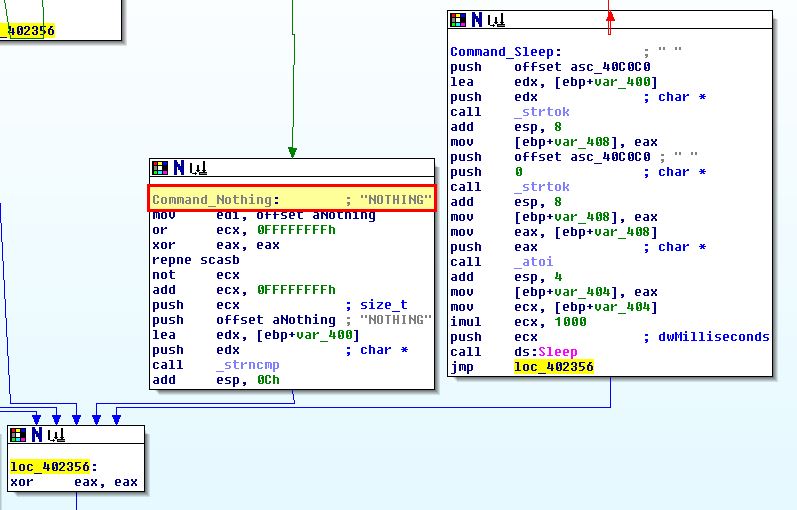 402356
Command_Nothing: ; "NOTHING"
mov edi, offset aNothing
or ecx, 0FFFFFFFFh
xor eax, eax
repne scasb
not ecx
add ecx, 0FFFFFFFFh
push ecx ; size_t
push offset aNothing ; "NOTHING"
lea edx, [ebp+var_400]
push edx ; char *
call _strncmp
add esp, 0Ch
Command_Sleep: ; " "
push offset asc_40C0C0
lea edx, [ebp+var_400]
push edx ; char *
call _strtok
add esp, 8
mov [ebp+var_408], eax
push offset asc_40C0C0 ; " "
push 0 ; char *
call _strtok
add esp, 8
mov [ebp+var_408], eax
mov eax, [ebp+var_408]
push eax ; char *
call _atoi
add esp, 4
mov [ebp+var_404], eax
mov ecx, [ebp+var_404]
imul ecx, 1000
push ecx ; dwMilliseconds
call ds:Sleep
jmp loc_402356
loc_402356:
xor eax, eax